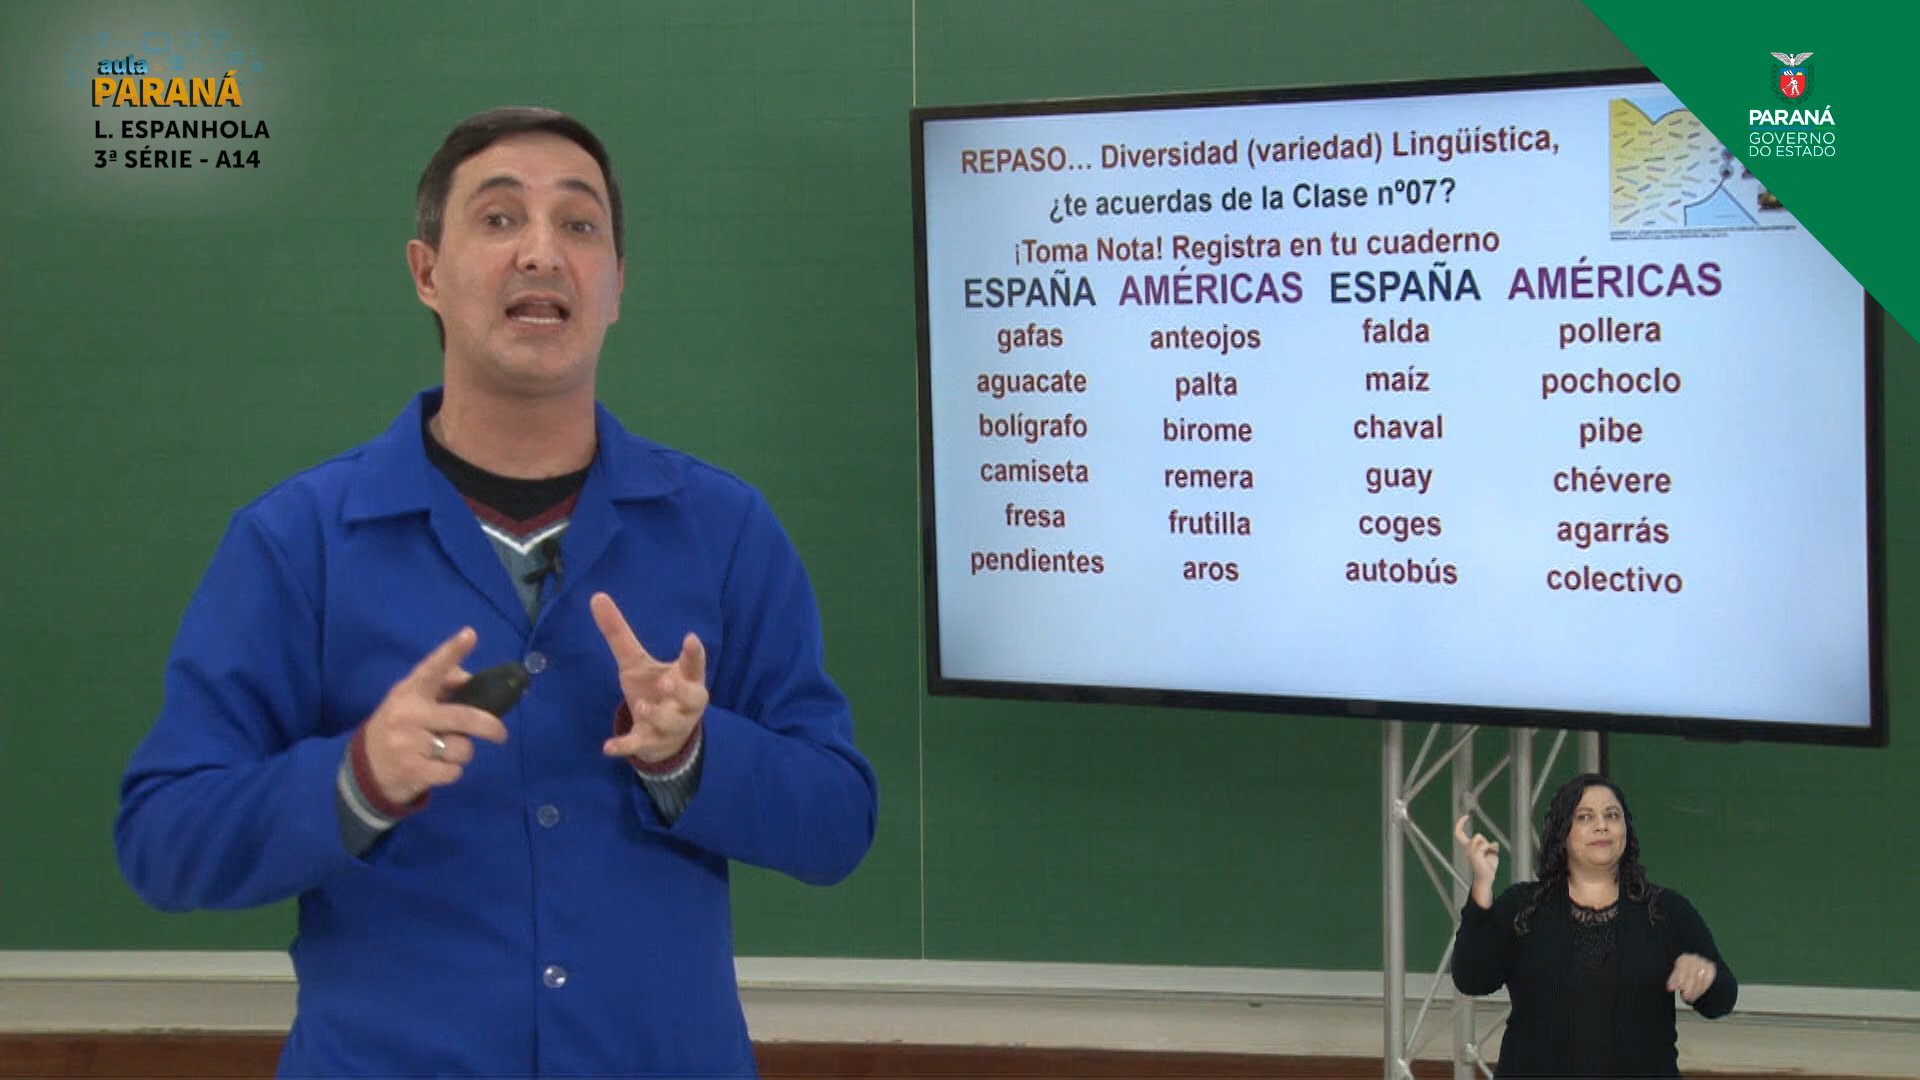 aula
PARANÁ
L. ESPANHOLA
3ª SÉRIE - A14
PARANÁ
GOVERNO
DO ESTADO
REPASO... Diversidad (variedad) Lingüística,
¿te acuerdas de la Clase nº07?
¡Toma Nota! Registra en tu cuaderno
ESPAÑA AMÉRICAS ESPAÑA AMÉRICAS
gafas anteojos falda pollera
aguacate palta maíz pochoclo
bolígrafo birome chaval pibe
camiseta remera guay chévere
fresa frutilla coges agarrás
pendientes aros autobús colectivo